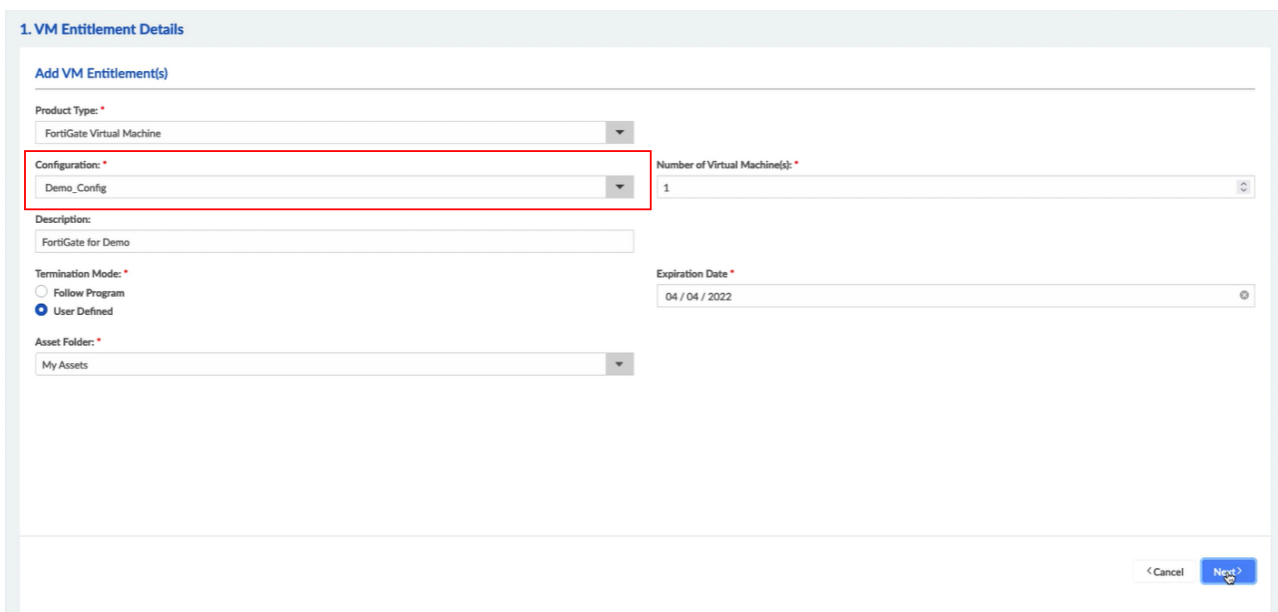 1. VM Entitlement Details
Add VM Entitlement(s)
Product Type: *
FortiGate Virtual Machine
Configuration: *
Number of Virtual Machine(s): *
Demo_Config
1
Description:
FortiGate for Demo
Termination Mode: *
Expiration Date *
Follow Program
04 / 04 / 2022
User Defined
Asset Folder: *
My Assets
< Cancel
Next >